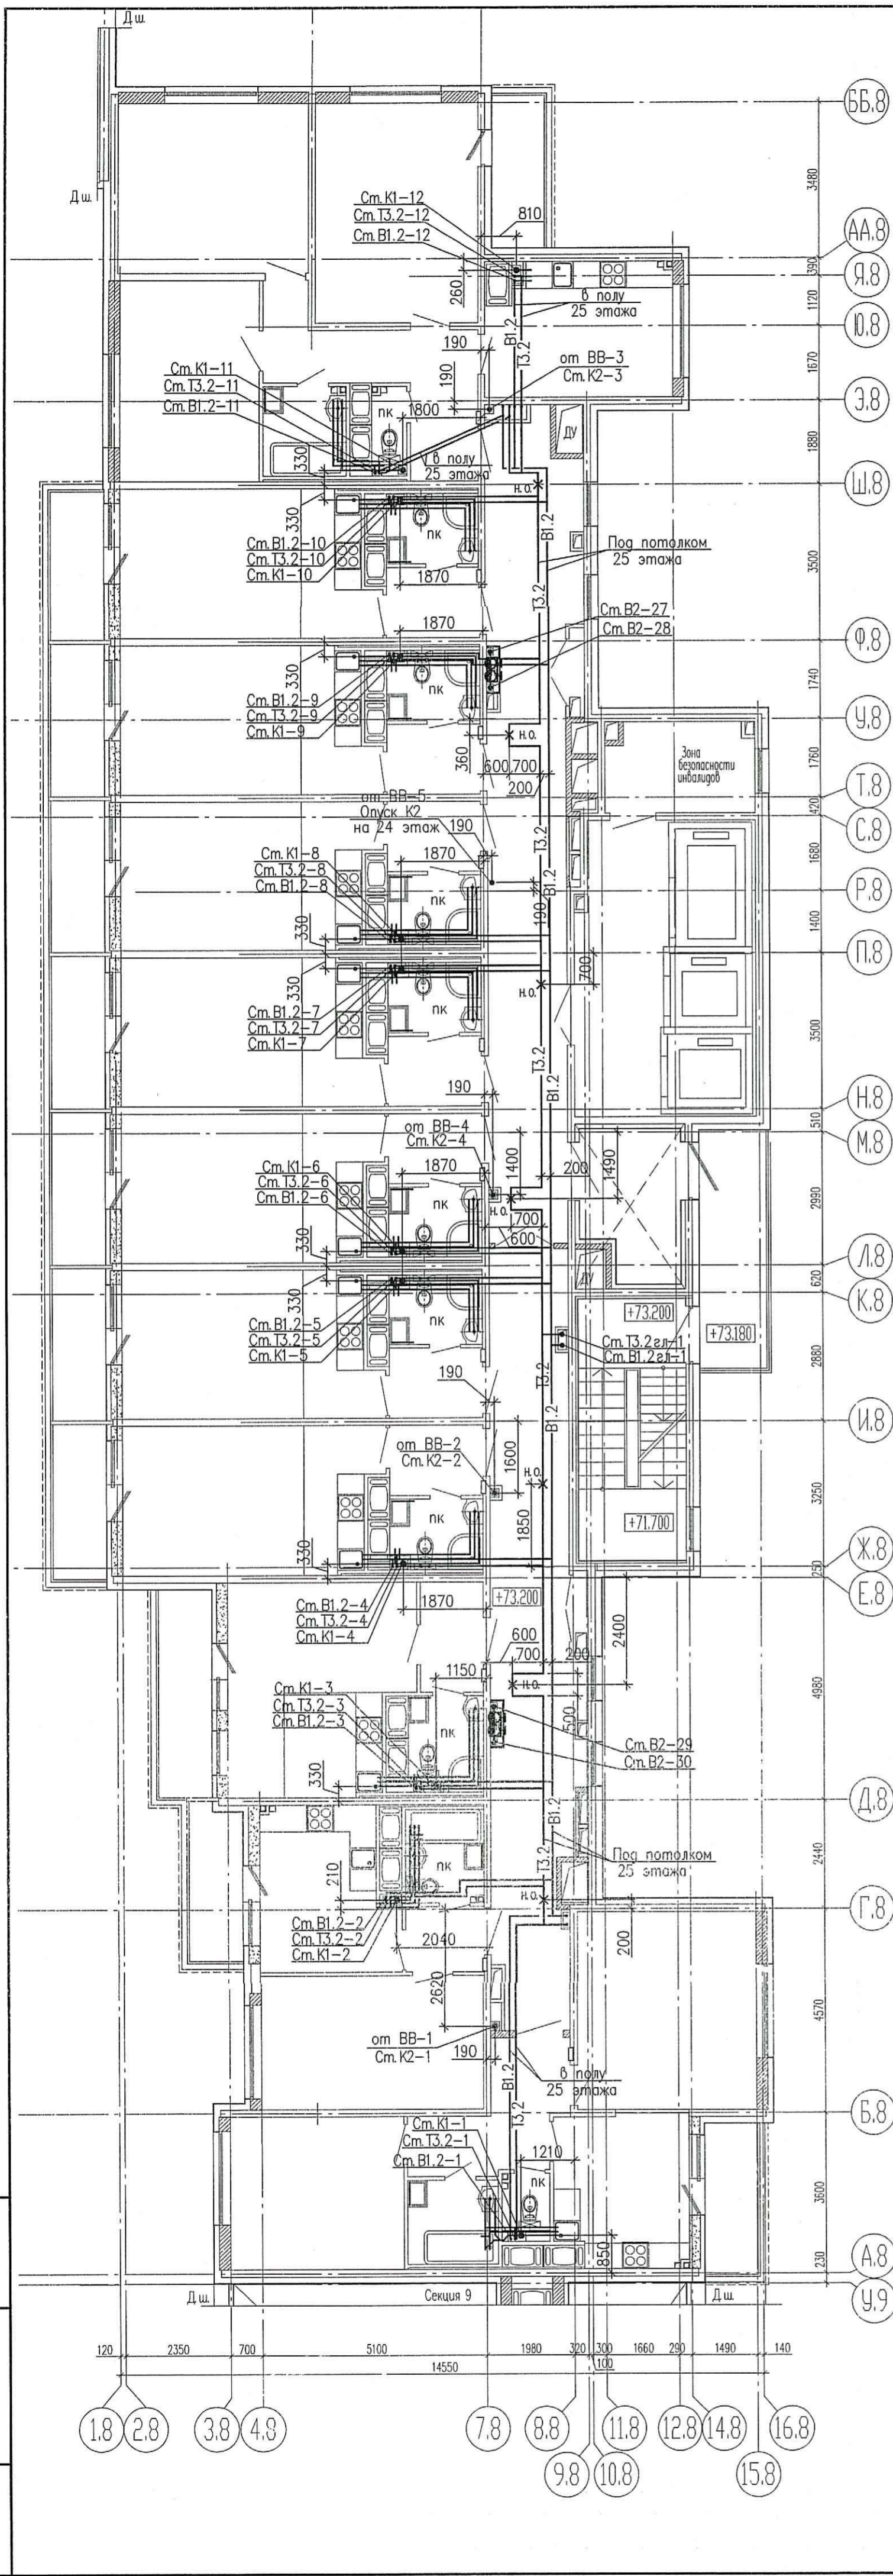 Д.ш.
ББ.8
3480
Д.ш.
Ст.К1-12
Ст.Т3.2-12
Ст.В1.2-12
810
АА.8
390
Я.8
260
в полу
25 этажа
1120
В1.2
Т3.2
Ю.8
190
от ВВ-3
Ст.К2-3
1670
Ст.К1-11
Ст.Т3.2-11
Ст.В1.2-11
190
Э.8
1800
пк
ДУ
1880
330
в полу
25 этажа
н.о.
Ш.8
330
В1.2
Ст.В1.2-10
Ст.Т3.2-10
Ст.К1-10
пк
Под потолком
25 этажа
3500
1870
Т3.2
Ст.В2-27
Ст.В2-28
1870
Ф.8
330
Ст.В1.2-9
Ст.Т3.2-9
Ст.К1-9
пк
1740
У.8
н.о.
360
Зона
безопасности
инвалидов
1760
600
700
200
Т.8
от ВВ-5
Опуск К2
на 24 этаж
420
С.8
190
Т3.2
Ст.К1-8
Ст.Т3.2-8
Ст.В1.2-8
1870
В1.2
1680
Р.8
пк
190
1400
330
П.8
330
700
Ст.В1.2-7
Ст.Т3.2-7
Ст.К1-7
пк
н.о.
3500
Т3.2
190
В1.2
Н.8
510
от ВВ-4
Ст.К2-4
М.8
Ст.К1-6
Ст.Т3.2-6
Ст.В1.2-6
1870
1400
200
1490
н.о.
2990
пк
700
600
330
Л.8
330
ДУ
620
К.8
Ст.В1.2-5
Ст.Т3.2-5
Ст.К1-5
пк
+73.200
+73.180
Ст.Т3.2гл-1
Ст.В1.2гл-1
2880
190
Т3.2
В1.2
И.8
от ВВ-2
Ст.К2-2
1600
н.о.
3250
пк
1850
+71.700
330
Ж.8
250
Е.8
Ст.В1.2-4
Ст.Т3.2-4
Ст.К1-4
1870
+73.200
2400
600
700
200
1150
Ст.К1-3
Ст.Т3.2-3
Ст.В1.2-3
н.о.
4980
пк
500
Ст.В2-29
Ст.В2-30
330
Д.8
В1.2
Под потолком
25 этажа
2440
210
пк
Т3.2
н.о.
Г.8
Ст.В1.2-2
Ст.Т3.2-2
Ст.К1-2
2040
200
2620
4570
от ВВ-1
Ст.К2-1
190
в полу
25 этажа
В1.2
Б.8
Т3.2
Ст.К1-1
Ст.Т3.2-1
Ст.В1.2-1
1210
пк
3600
850
А.8
230
У.9
Д.ш.
Секция 9
Д.ш.
120
2350
700
5100
1980
320
300
1660
290
1490
140
100
14550
1.8
2.8
3.8
4.8
7.8
8.8
11.8
12.8
14.8
16.8
9.8
10.8
15.8